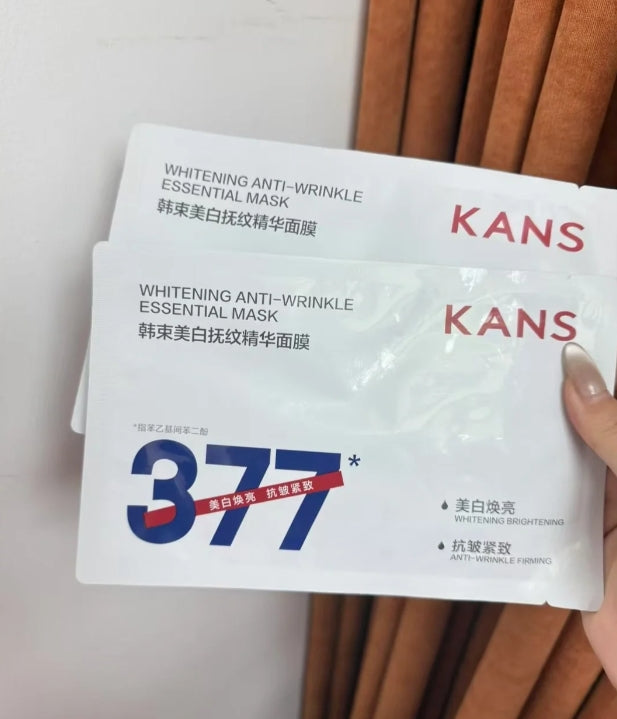 WHITENING ANTI-WRINKLE
ESSENTIAL MASK
韩束美白抚纹精华面膜
KANS
WHITENING ANTI-WRINKLE
ESSENTIAL MASK
韩束美白抚纹精华面膜
KANS
*指苯乙基间苯二酚
377*
美白焕亮 抗皱紧致
美白焕亮
WHITENING BRIGHTENING
抗皱紧致
ANTI-WRINKLE FIRMING